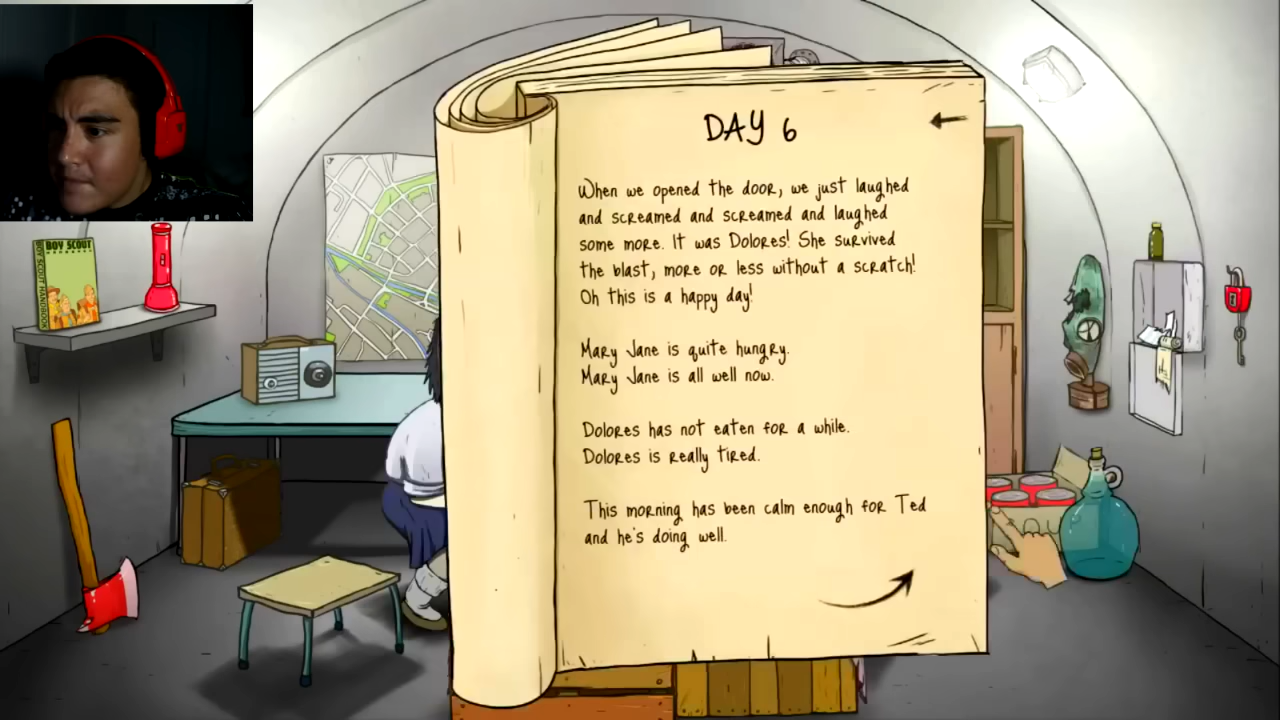 DAY 6
When we opened the door, we just laughed
and screamed and screamed and laughed
some more. It was Dolores! She survived
the blast, more or less without a scratch!
Oh this is a happy day!
Mary Jane is quite hungry.
Mary Jane is all well now.
Dolores has not eaten for a while.
Dolores is really tired.
This morning has been calm enough for Ted
and he's doing well.
BOY SCOUT
BOY SCOUT HANDBOOK